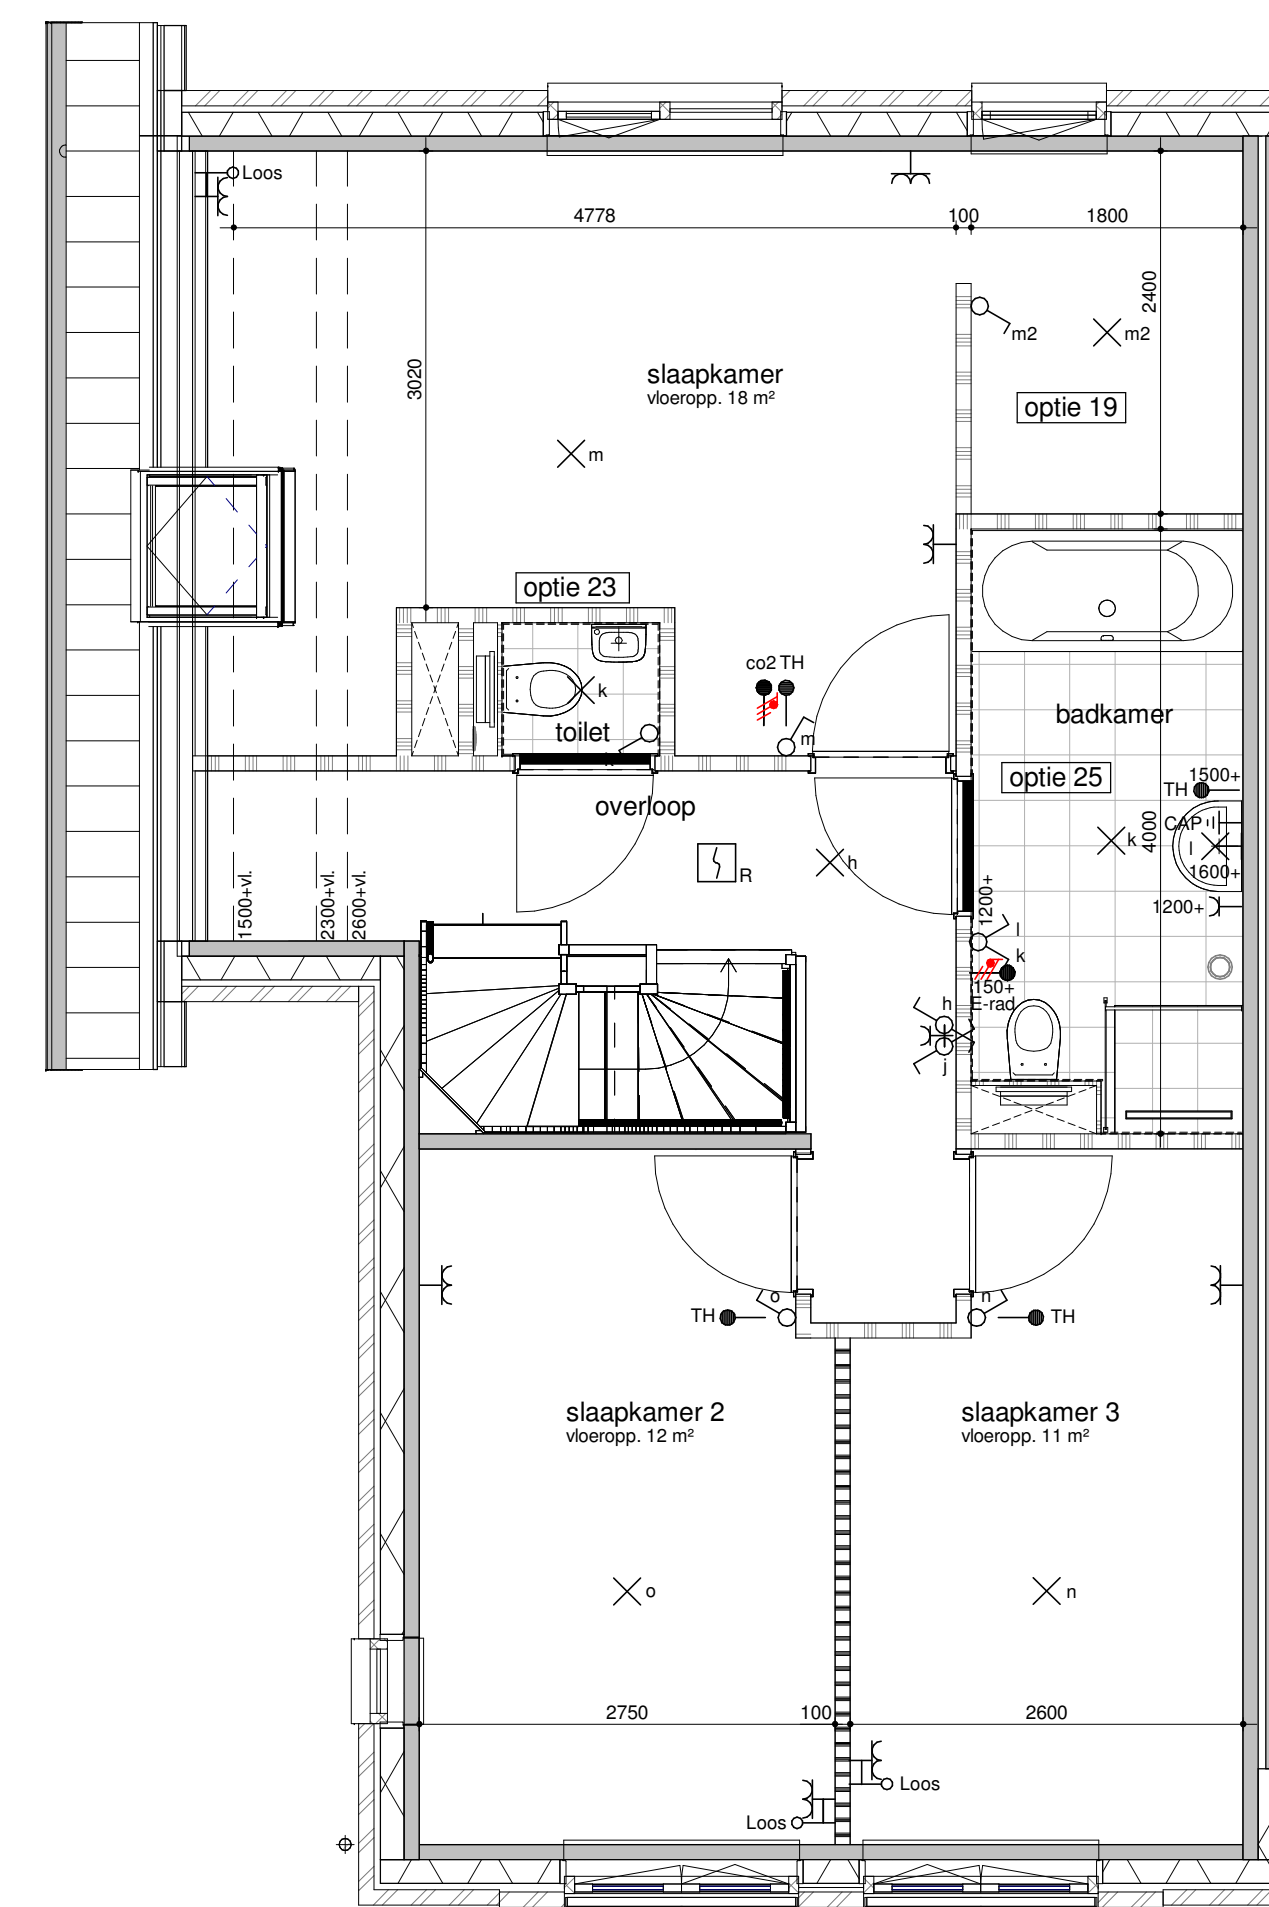 Loos
4778
100
1800
2400
m2
m2
3020
slaapkamer
vloeropp. 18 m²
optie 19
m
optie 23
k
toilet
k
co2 TH
m
badkamer
optie 25
1500+
TH
CAP
k
4000
l
1600+
1200+
1200+
overloop
R
h
1500+vl.
2300+vl.
2600+vl.
l
k
150+
E-rad
h
j
o
n
TH
TH
slaapkamer 2
vloeropp. 12 m²
slaapkamer 3
vloeropp. 11 m²
o
n
2750
100
2600
Loos
Loos